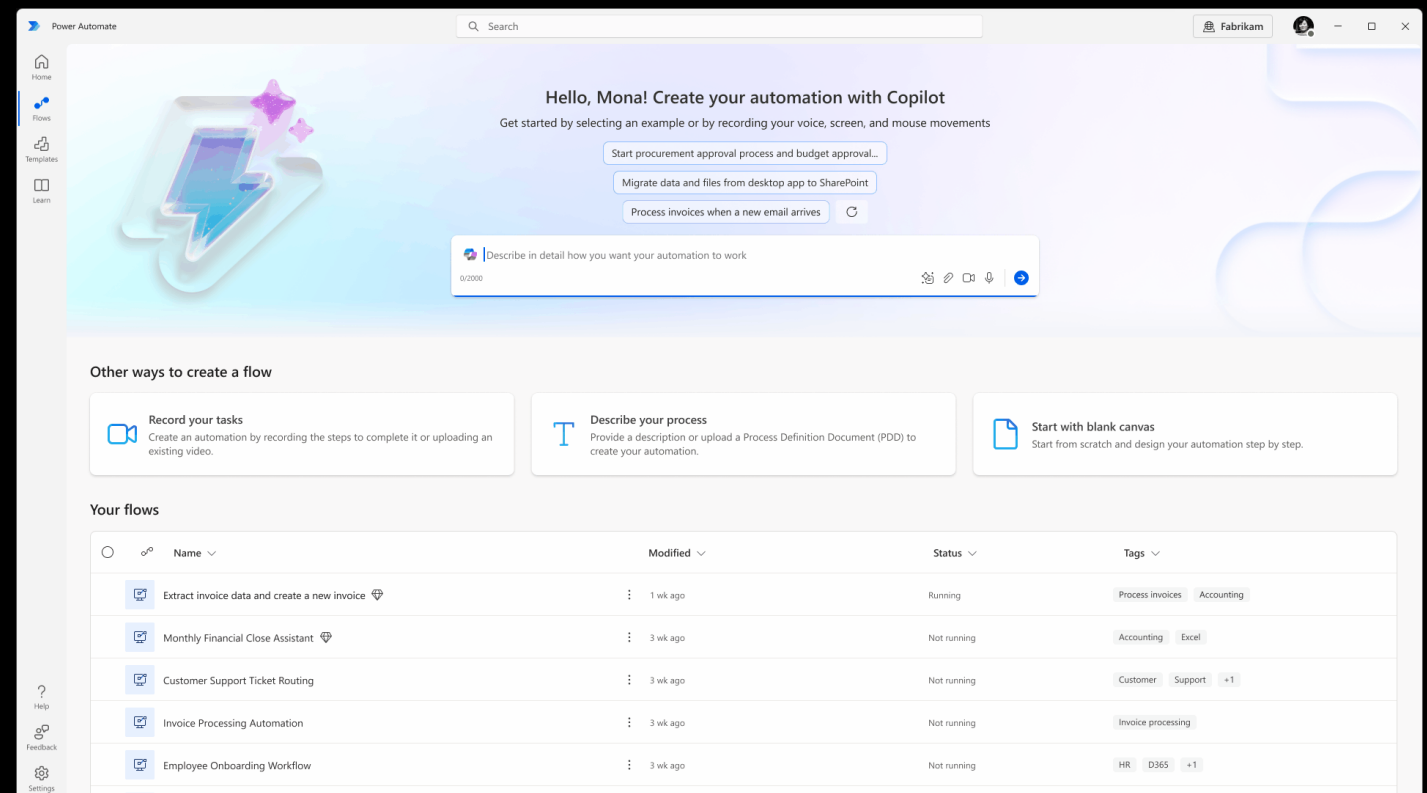 Power Automate
Search
Fabrikam
Home
Flows
Templates
Learn
Hello, Mona! Create your automation with Copilot
Get started by selecting an example or by recording your voice, screen, and mouse movements
Start procurement approval process and budget approval...
Migrate data and files from desktop app to SharePoint
Process invoices when a new email arrives
Describe in detail how you want your automation to work
0/2000
Other ways to create a flow
Record your tasks
Create an automation by recording the steps to complete it or uploading an
existing video.
Describe your process
Provide a description or upload a Process Definition Document (PDD) to
create your automation.
Start with blank canvas
Start from scratch and design your automation step by step.
Your flows
Name Modified Status Tags
Extract invoice data and create a new invoice 1 wk ago Running Process invoices Accounting
Monthly Financial Close Assistant 3 wk ago Not running Accounting Excel
Customer Support Ticket Routing 3 wk ago Not running Customer Support +1
Invoice Processing Automation 3 wk ago Not running Invoice processing
Employee Onboarding Workflow 3 wk ago Not running HR D365 +1
Help
Feedback
Settings